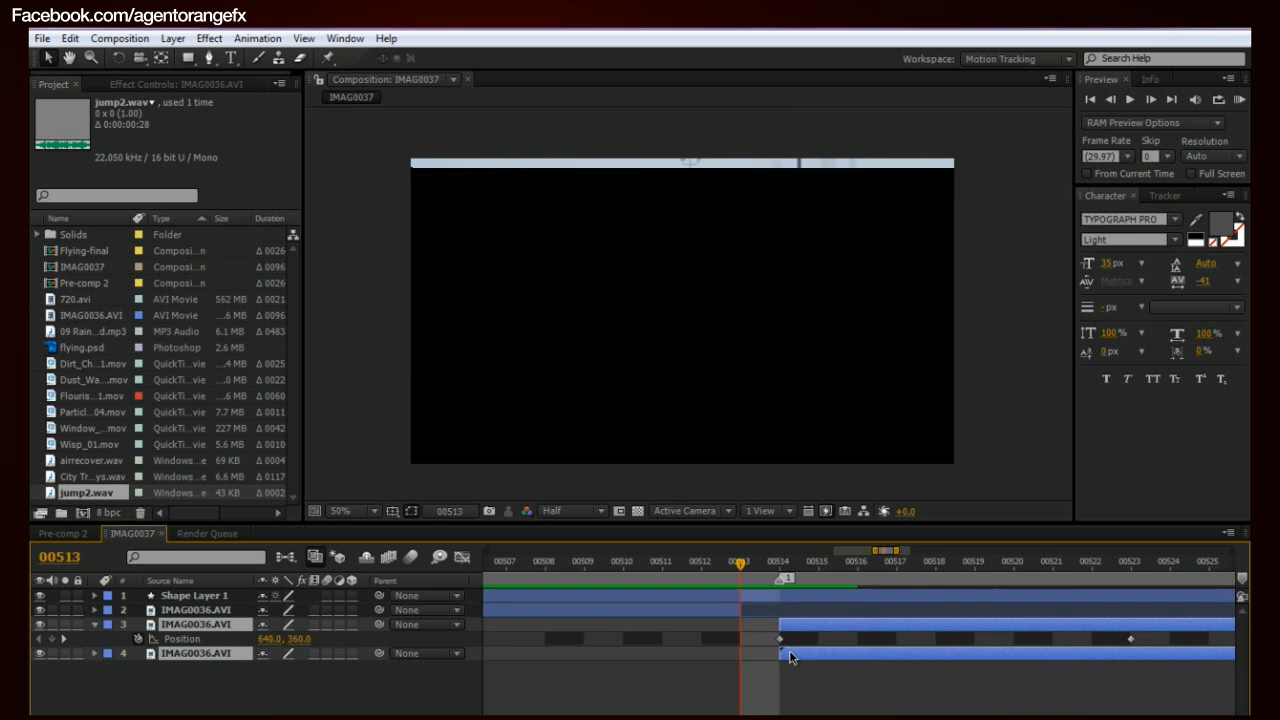 Facebook.com/agentorangefx
File Edit Composition Layer Effect Animation View Window Help
Workspace: Motion Tracking Search Help
Project Effect Controls: IMAG0036.AVI
jump2.wav , used 1 time
0 x 0 (1.00)
Δ 0:00:00:28
22.050 kHz / 16 bit U / Mono
Name Type Size Duration
Solids Folder
Flying-final Composi...n Δ 0026
IMAG0037 Composi...n Δ 0096
Pre-comp 2 Composi...n Δ 0026
720.avi AVI Movie 562 MB Δ 0021
IMAG0036.AVI AVI Movie ....6 MB Δ 0096
09 Rain...d.mp3 MP3 Audio 6.1 MB Δ 0483
flying.psd Photoshop 2.6 MB
Dirt_Ch...1.mov QuickTi...vie ...4 MB Δ 0025
Dust_Wa...mov QuickTi...vie ...0 MB Δ 0022
Flouris...1.mov QuickTi...vie ...6 MB Δ 0060
Particl...04.mov QuickTi...vie 7.7 MB Δ 0011
Window_...mov QuickTi...vie 227 MB Δ 0042
Wisp_01.mov QuickTi...vie 5.6 MB Δ 0010
airrecover.wav Windows...e 69 KB Δ 0004
City Tr...ys.wav Windows...e 6.6 MB Δ 0117
jump2.wav Windows...e 43 KB Δ 0002
8 bpc
Composition: IMAG0037
IMAG0037
50% 00513 Half Active Camera 1 View +0.0
Preview Info
RAM Preview Options
Frame Rate Skip Resolution
(29.97) 0 Auto
From Current Time Full Screen
Character Tracker
TYPOGRAPH PRO
Light
35 px Auto
Metrics -41
- px
100 % 100 %
0 px 0 %
T T TT Tr T¹ T₁
Pre-comp 2 IMAG0037 Render Queue
00513
00507 00508 00509 00510 00511 00512 00514 00515 00516 00517 00518 00519 00520 00521 00522 00523 00524 00525
# Source Name Parent
1
1 Shape Layer 1 None
2 IMAG0036.AVI None
3 IMAG0036.AVI None
Position 640.0, 360.0
4 IMAG0036.AVI None